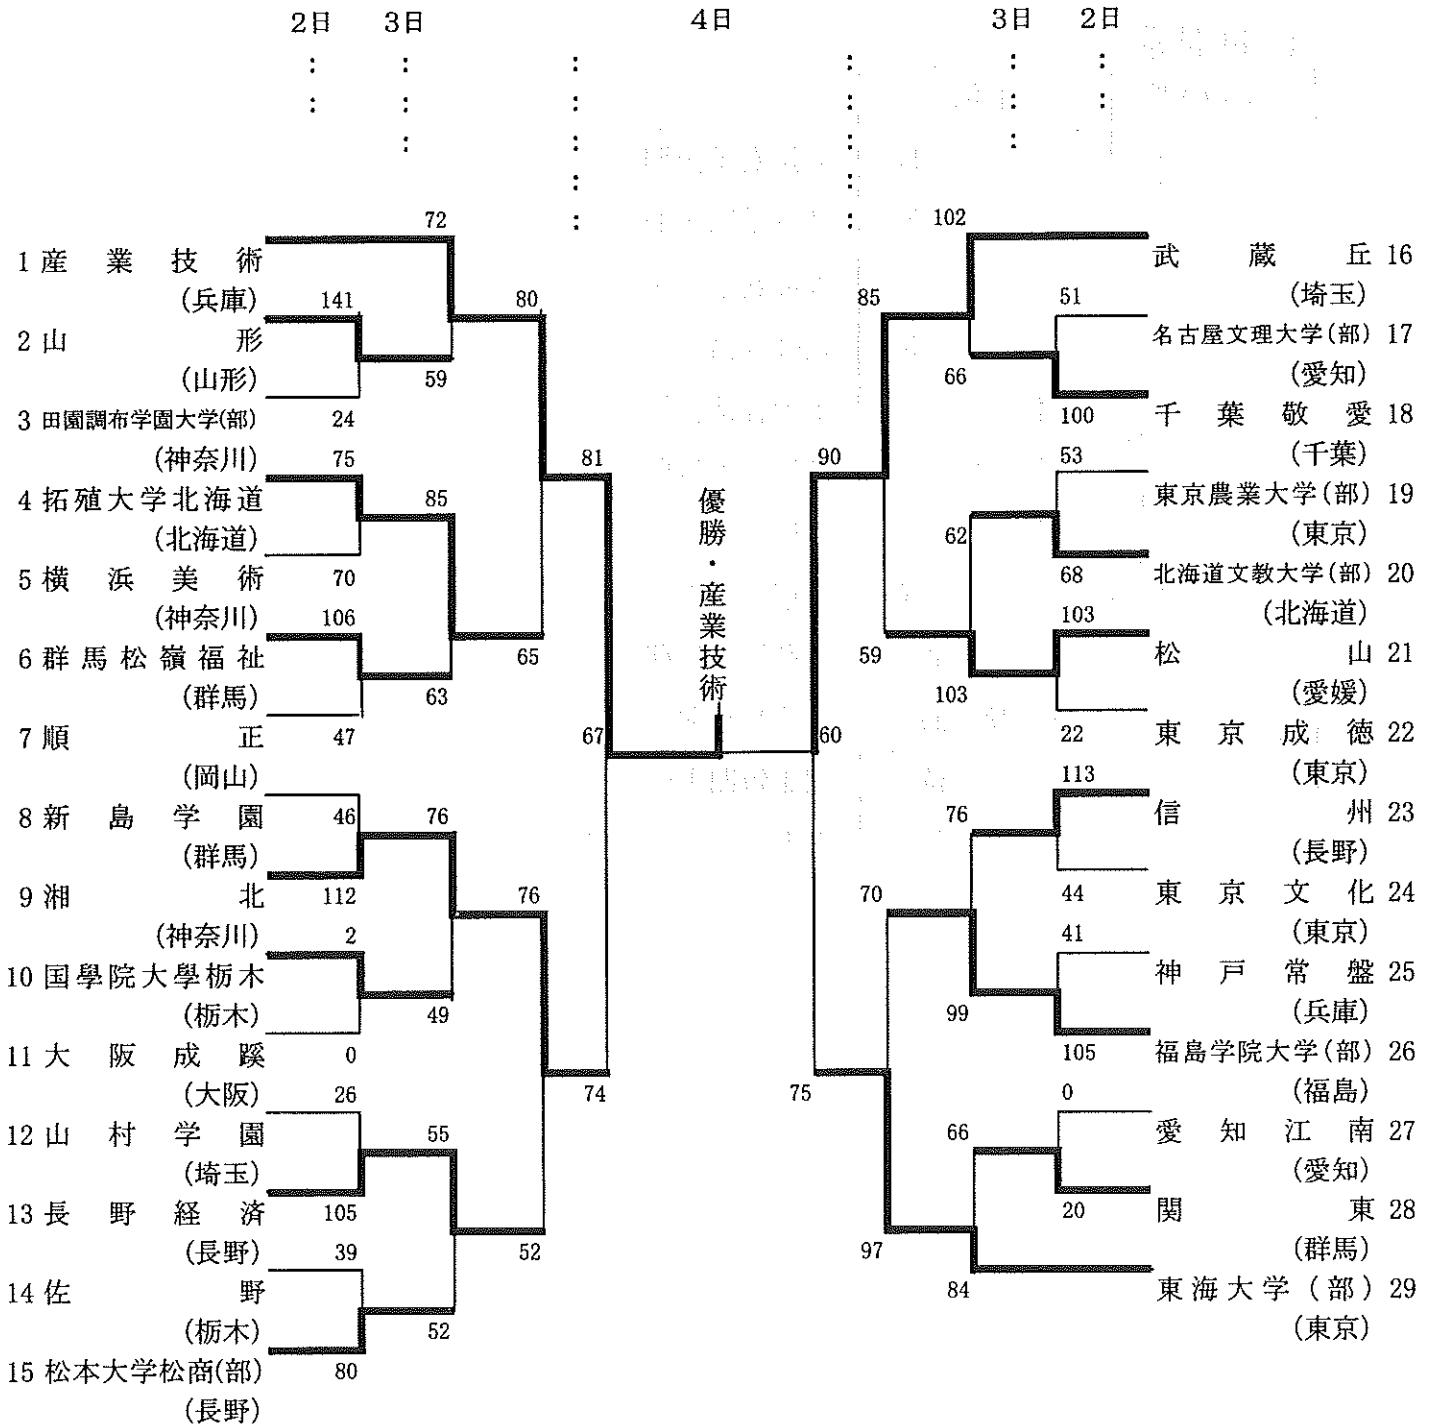 2日 3日 4日 3日 2日
72 102
1 産業技術 武蔵丘 16
(兵庫) 141 80 85 51 (埼玉)
2 山形 名古屋文理大学(部) 17
(山形) 59 66 (愛知)
3 田園調布学園大学(部) 24 100 千葉敬愛 18
(神奈川) 75 81 90 53 (千葉)
4 拓殖大学北海道 85 東京農業大学(部) 19
(北海道) 62 (東京)
5 横浜美術 70 68 北海道文教大学(部) 20
(神奈川) 106 103 (北海道)
6 群馬松嶺福祉 65 59 松山 21
(群馬) 63 103 (愛媛)
7 順正 47 67 60 22 東京成徳 22
(岡山) 113 (東京)
8 新島学園 46 76 76 信州 23
(群馬) (長野)
9 湘北 112 76 70 44 東京文化 24
(神奈川) 2 41 (東京)
10 国學院大學栃木 神戸常盤 25
(栃木) 49 99 (兵庫)
11 大阪成蹊 0 105 福島学院大学(部) 26
(大阪) 26 74 75 0 (福島)
12 山村学園 55 66 愛知江南 27
(埼玉) (愛知)
13 長野経済 105 20 関東 28
(長野) 39 52 97 (群馬)
14 佐野 84 東海大学(部) 29
(栃木) 52 (東京)
15 松本大学松商(部) 80
(長野)
優勝・産業技術